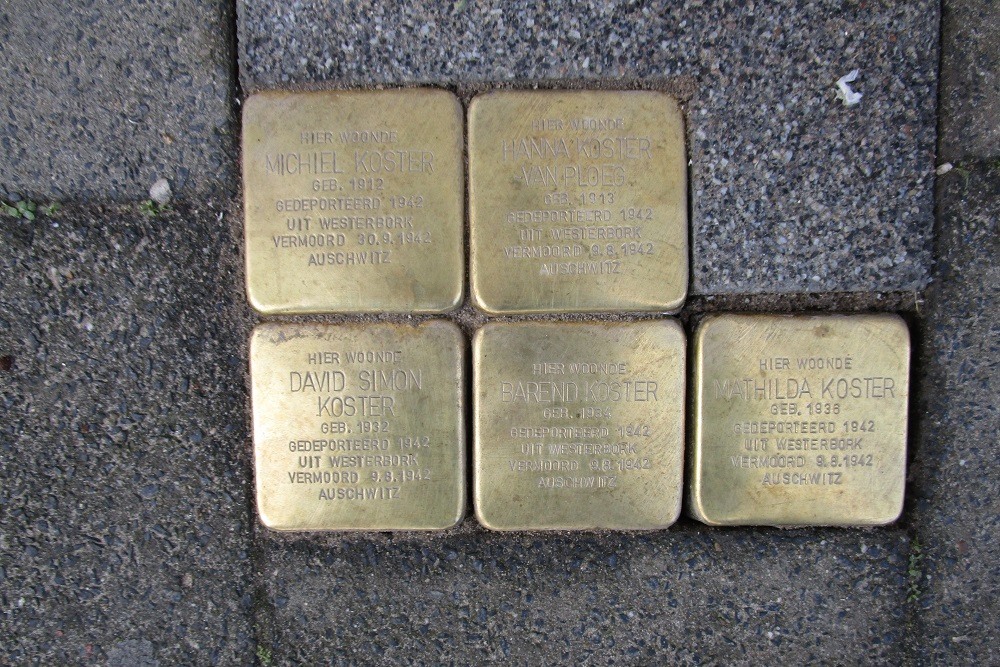 HIER WOONDE
MICHIEL KOSTER
GEB. 1912
GEDEPORTEERD 1942
UIT WESTERBORK
VERMOORD 30.9.1942
AUSCHWITZ
HIER WOONDE
HANNA KOSTER
VAN PLOEG
GEB. 1913
GEDEPORTEERD 1942
UIT WESTERBORK
VERMOORD 9.8.1942
AUSCHWITZ
HIER WOONDE
DAVID SIMON
KOSTER
GEB. 1932
GEDEPORTEERD 1942
UIT WESTERBORK
VERMOORD 9.8.1942
AUSCHWITZ
HIER WOONDE
BAREND KOSTER
GEB. 1934
GEDEPORTEERD 1942
UIT WESTERBORK
VERMOORD 9.8.1942
AUSCHWITZ
HIER WOONDE
MATHILDA KOSTER
GEB. 1936
GEDEPORTEERD 1942
UIT WESTERBORK
VERMOORD 9.8.1942
AUSCHWITZ